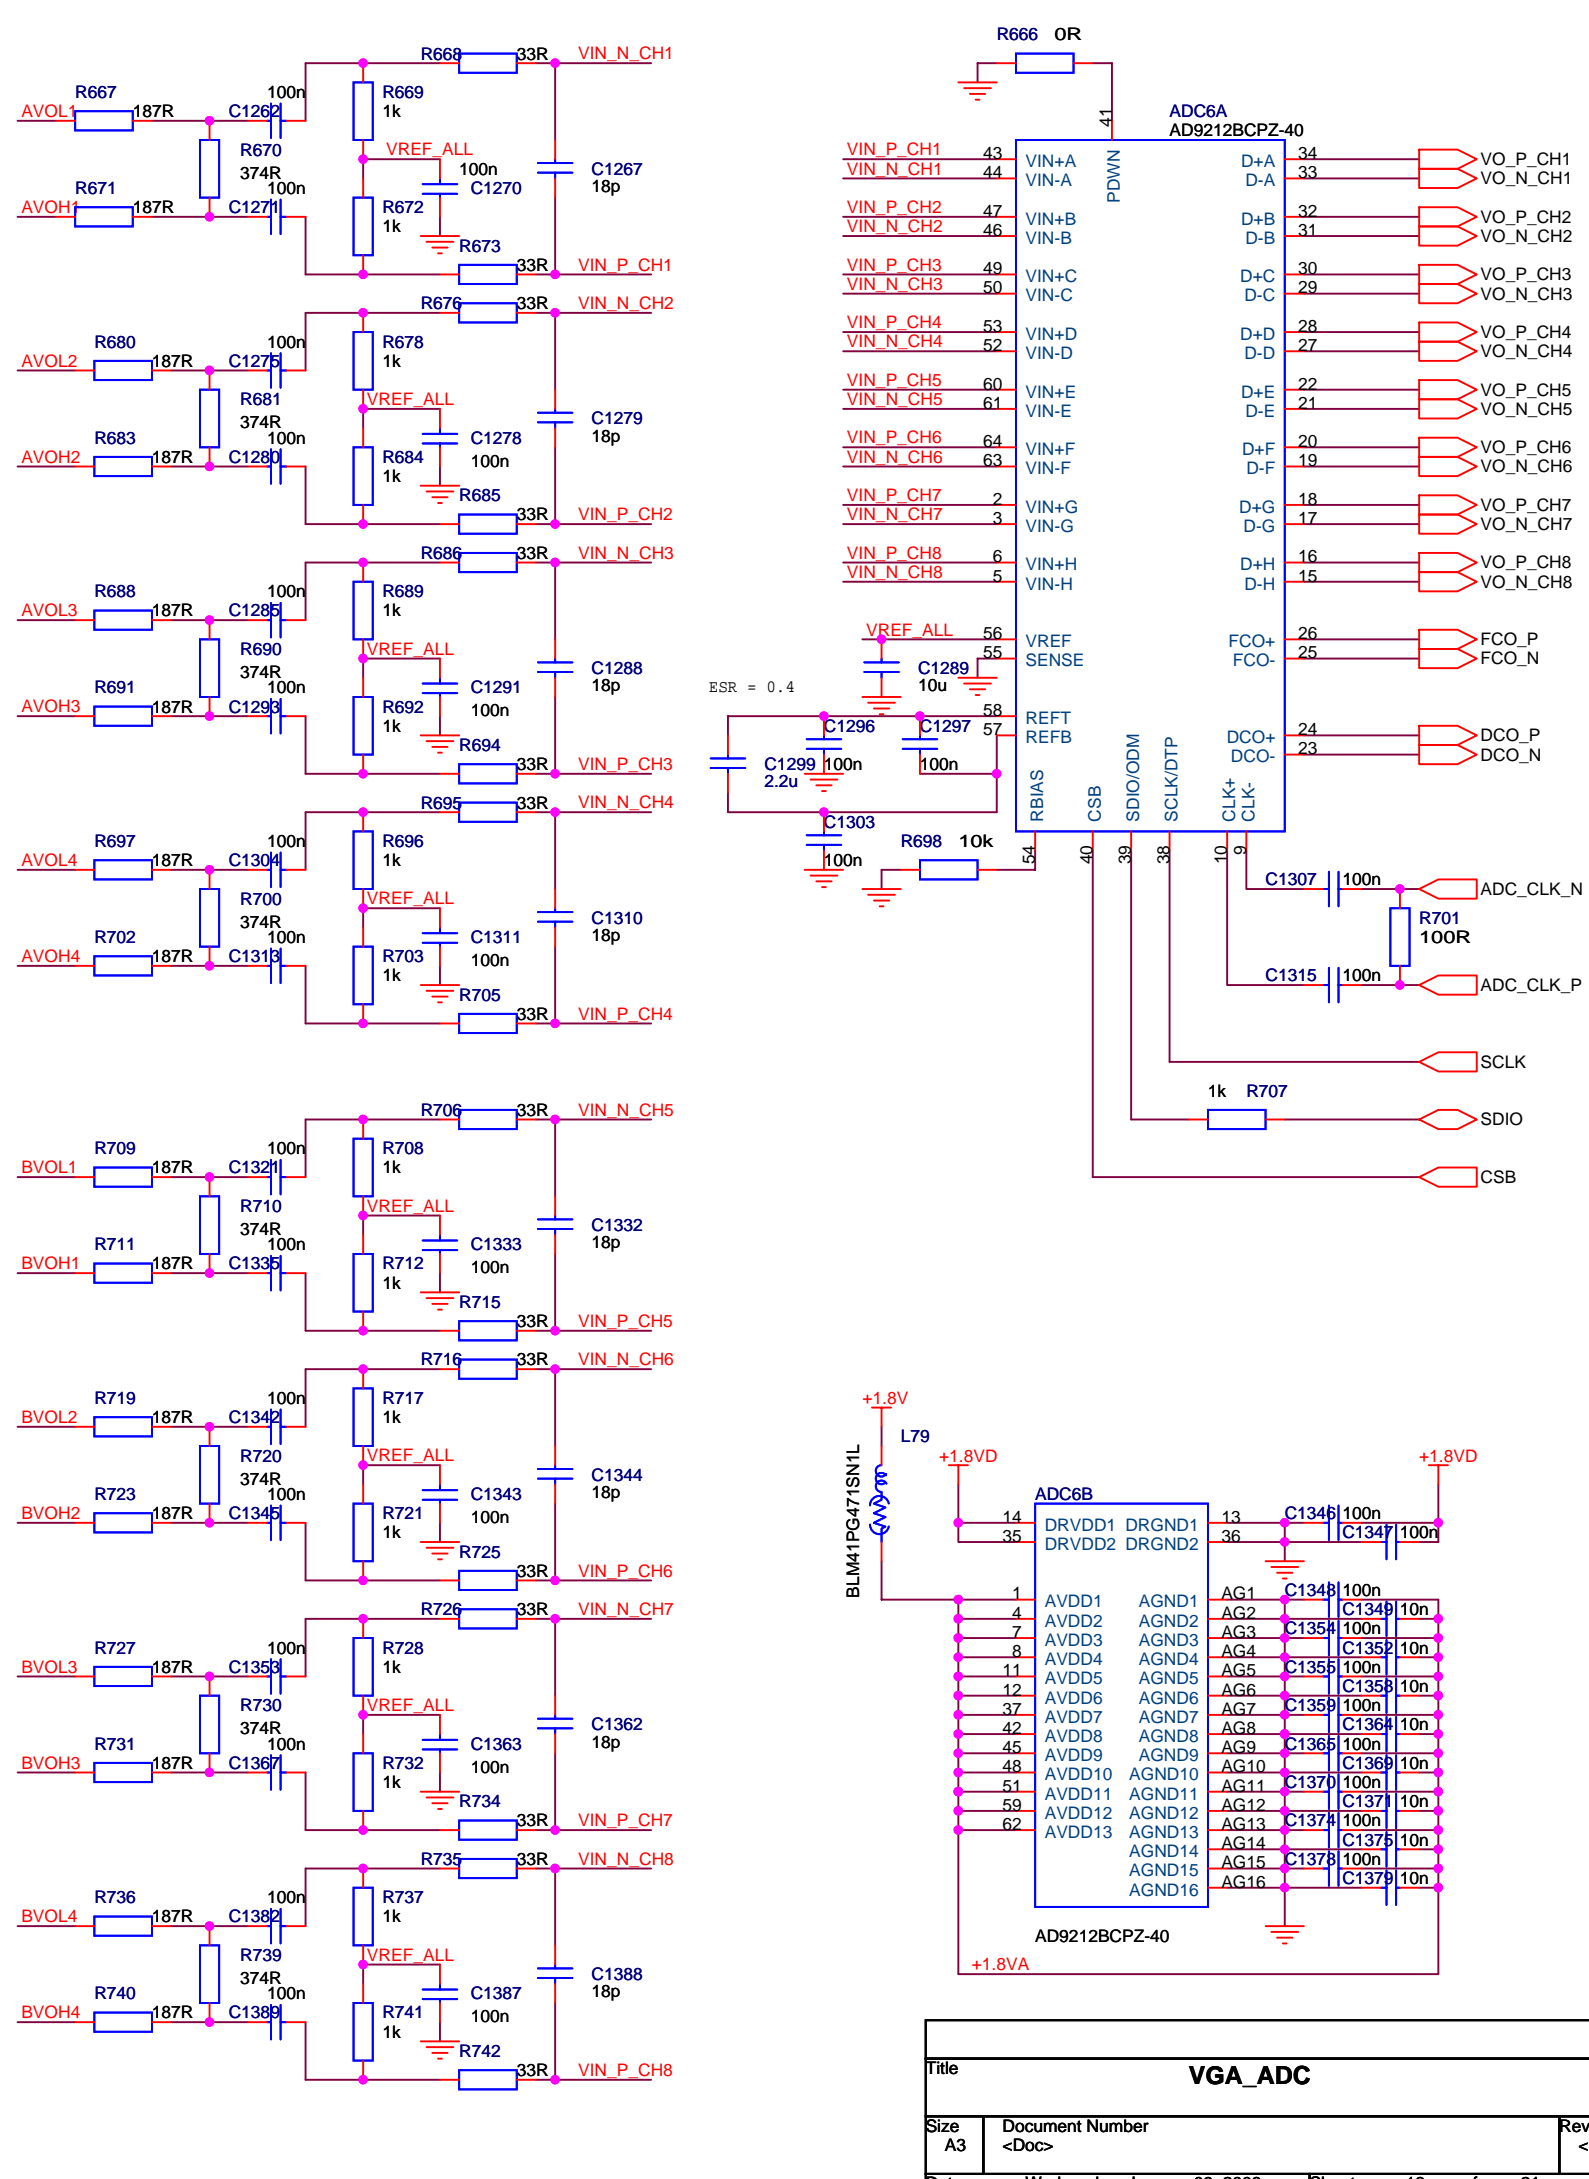 R667
187R
AVOL1
R671
187R
AVOH1
R670
374R
C1262
100n
C1271
100n
R668
33R
VIN_N_CH1
R669
1k
VREF_ALL
100n
C1270
R672
1k
R673
33R
VIN_P_CH1
C1267
18p
R680
187R
AVOL2
R683
187R
AVOH2
R681
374R
C1275
100n
C1280
100n
R676
33R
VIN_N_CH2
R678
1k
VREF_ALL
C1278
100n
R684
1k
R685
33R
VIN_P_CH2
C1279
18p
R688
187R
AVOL3
R691
187R
AVOH3
R690
374R
C1285
100n
C1293
100n
R686
33R
VIN_N_CH3
R689
1k
VREF_ALL
C1291
100n
R692
1k
R694
33R
VIN_P_CH3
C1288
18p
R697
187R
AVOL4
R702
187R
AVOH4
R700
374R
C1304
100n
C1313
100n
R695
33R
VIN_N_CH4
R696
1k
VREF_ALL
C1311
100n
R703
1k
R705
33R
VIN_P_CH4
C1310
18p
R709
187R
BVOL1
R711
187R
BVOH1
R710
374R
C1321
100n
C1335
100n
R706
33R
VIN_N_CH5
R708
1k
VREF_ALL
C1333
100n
R712
1k
R715
33R
VIN_P_CH5
C1332
18p
R719
187R
BVOL2
R723
187R
BVOH2
R720
374R
C1342
100n
C1345
100n
R716
33R
VIN_N_CH6
R717
1k
VREF_ALL
C1343
100n
R721
1k
R725
33R
VIN_P_CH6
C1344
18p
R727
187R
BVOL3
R731
187R
BVOH3
R730
374R
C1353
100n
C1367
100n
R726
33R
VIN_N_CH7
R728
1k
VREF_ALL
C1363
100n
R732
1k
R734
33R
VIN_P_CH7
C1362
18p
R736
187R
BVOL4
R740
187R
BVOH4
R739
374R
C1382
100n
C1389
100n
R735
33R
VIN_N_CH8
R737
1k
VREF_ALL
C1387
100n
R741
1k
R742
33R
VIN_P_CH8
C1388
18p
R666 0R
41
ADC6A
AD9212BCPZ-40
PDWN
VIN_P_CH1 43 VIN+A D+A 34 VO_P_CH1
VIN_N_CH1 44 VIN-A D-A 33 VO_N_CH1
VIN_P_CH2 47 VIN+B D+B 32 VO_P_CH2
VIN_N_CH2 46 VIN-B D-B 31 VO_N_CH2
VIN_P_CH3 49 VIN+C D+C 30 VO_P_CH3
VIN_N_CH3 50 VIN-C D-C 29 VO_N_CH3
VIN_P_CH4 53 VIN+D D+D 28 VO_P_CH4
VIN_N_CH4 52 VIN-D D-D 27 VO_N_CH4
VIN_P_CH5 60 VIN+E D+E 22 VO_P_CH5
VIN_N_CH5 61 VIN-E D-E 21 VO_N_CH5
VIN_P_CH6 64 VIN+F D+F 20 VO_P_CH6
VIN_N_CH6 63 VIN-F D-F 19 VO_N_CH6
VIN_P_CH7 2 VIN+G D+G 18 VO_P_CH7
VIN_N_CH7 3 VIN-G D-G 17 VO_N_CH7
VIN_P_CH8 6 VIN+H D+H 16 VO_P_CH8
VIN_N_CH8 5 VIN-H D-H 15 VO_N_CH8
VREF_ALL 56 VREF FCO+ 26 FCO_P
55 SENSE FCO- 25 FCO_N
C1289
10u
ESR = 0.4
58 REFT
57 REFB
DCO+ 24 DCO_P
DCO- 23 DCO_N
C1296
100n
C1297
100n
C1299
2.2u
C1303
100n
RBIAS
CSB
SDIO/ODM
SCLK/DTP
CLK+
CLK-
54
40
39
38
10
9
R698 10k
C1307 100n ADC_CLK_N
R701
100R
C1315 100n ADC_CLK_P
SCLK
1k R707
SDIO
CSB
+1.8V
L79
BLM41PG471SN1L
+1.8VD
+1.8VD
ADC6B
14 DRVDD1 DRGND1 13 C1346 100n
35 DRVDD2 DRGND2 36 C1347 100n
1 AVDD1 AGND1 AG1 C1348 100n
4 AVDD2 AGND2 AG2 C1349 10n
7 AVDD3 AGND3 AG3 C1354 100n
8 AVDD4 AGND4 AG4 C1352 10n
11 AVDD5 AGND5 AG5 C1355 100n
12 AVDD6 AGND6 AG6 C1358 10n
37 AVDD7 AGND7 AG7 C1359 100n
42 AVDD8 AGND8 AG8 C1364 10n
45 AVDD9 AGND9 AG9 C1365 100n
48 AVDD10 AGND10 AG10 C1369 10n
51 AVDD11 AGND11 AG11 C1370 100n
59 AVDD12 AGND12 AG12 C1371 10n
62 AVDD13 AGND13 AG13 C1374 100n
AGND14 AG14 C1375 10n
AGND15 AG15 C1378 100n
AGND16 AG16 C1379 10n
AD9212BCPZ-40
+1.8VA
Title
VGA_ADC
Size
A3
Document Number
<Doc>
Rev
<